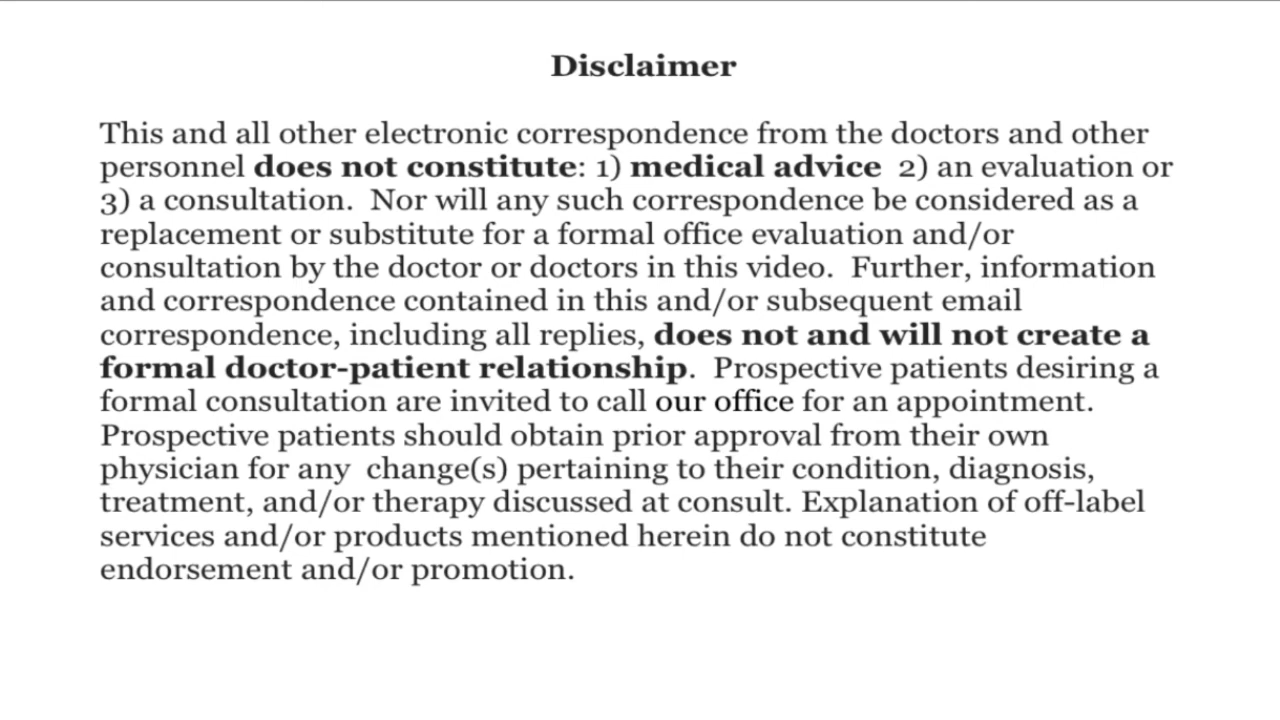 Disclaimer
This and all other electronic correspondence from the doctors and other
personnel does not constitute: 1) medical advice  2) an evaluation or
3) a consultation.  Nor will any such correspondence be considered as a
replacement or substitute for a formal office evaluation and/or
consultation by the doctor or doctors in this video.  Further, information
and correspondence contained in this and/or subsequent email
correspondence, including all replies, does not and will not create a
formal doctor-patient relationship.  Prospective patients desiring a
formal consultation are invited to call our office for an appointment.
Prospective patients should obtain prior approval from their own
physician for any  change(s) pertaining to their condition, diagnosis,
treatment, and/or therapy discussed at consult. Explanation of off-label
services and/or products mentioned herein do not constitute
endorsement and/or promotion.